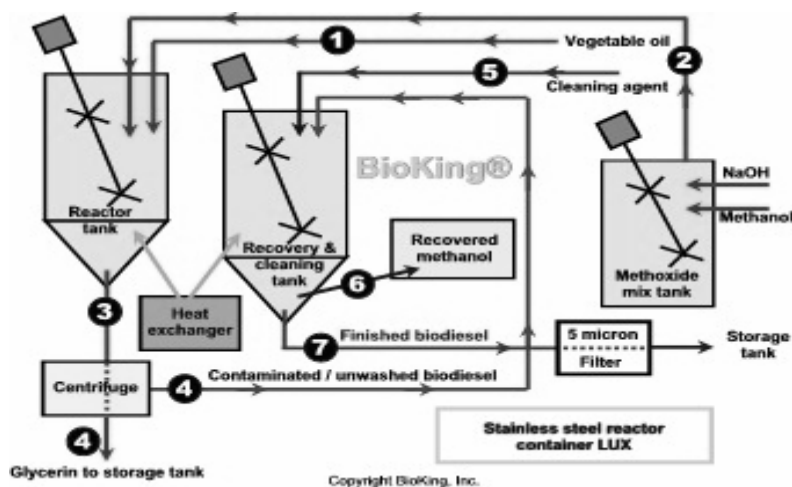 1
Vegetable oil
2
5
Cleaning agent
BioKing®
NaOH
Methanol
Reactor
tank
Recovery &
cleaning tank
Recovered
methanol
Methoxide
mix tank
6
3
Heat
exchanger
7
Finished biodiesel
5 micron
Filter
Storage
tank
Centrifuge
4
Contaminated / unwashed biodiesel
4
Stainless steel reactor
container LUX
Glycerin to storage tank
Copyright BioKing, Inc.